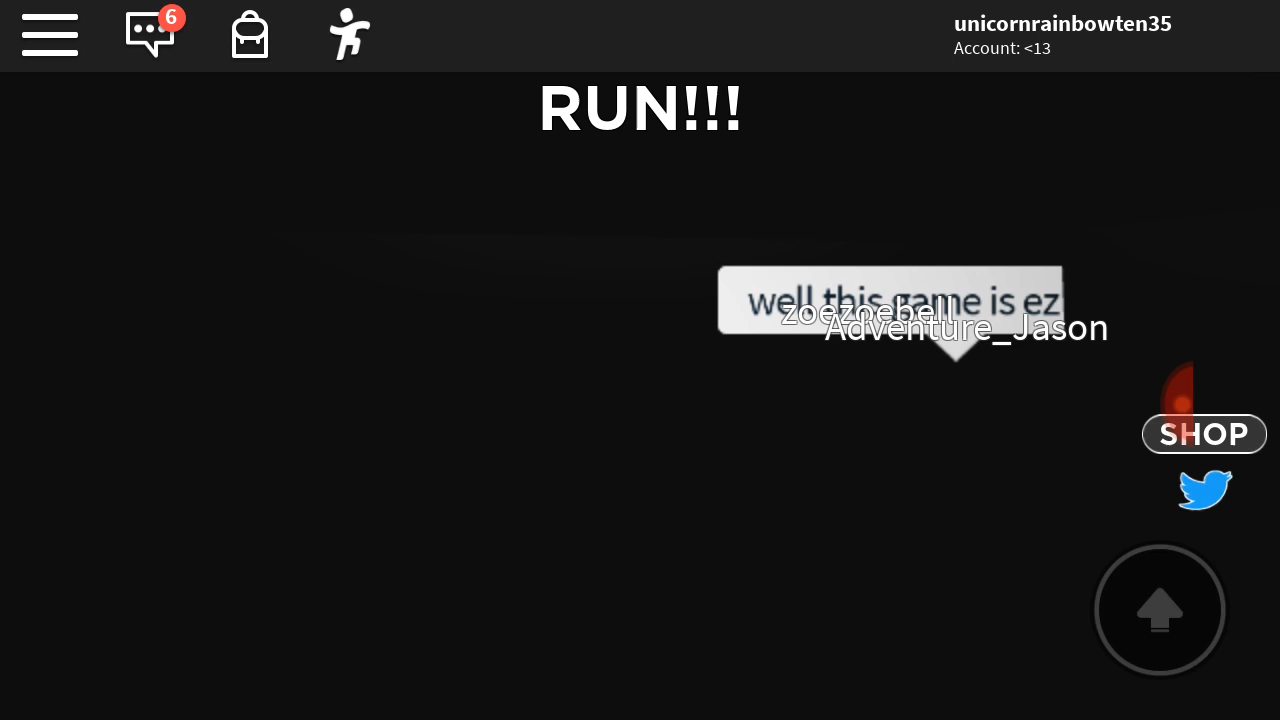 6
unicornrainbowten35
Account: <13
RUN!!!
well this game is ez
zoezoebell
Adventure_Jason
SHOP